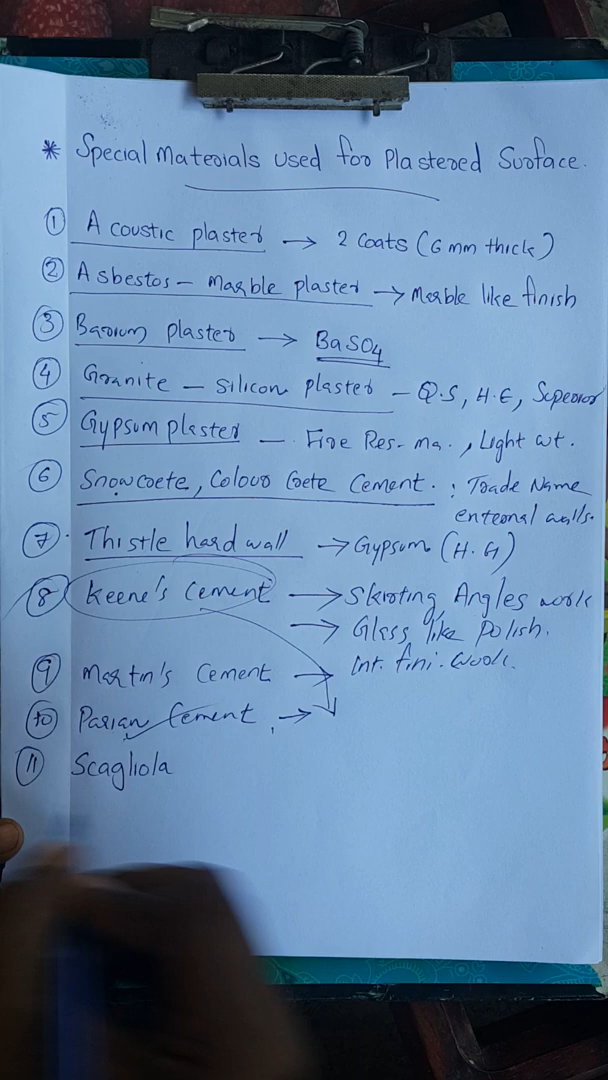 * Special Materials used for Plastered Surface.
① Acoustic plaster → 2 Coats (6 mm thick)
② Asbestos - Marble plaster → Marble like finish
③ Barium plaster → BaSO4
④ Granite - Silicon plaster - Q.S, H.E, Superior
⑤ Gypsum plaster - Fire Res- ma., Light wt.
⑥ Snowcrete, Colour Crete Cement. : Trade Name
enternal walls.
⑦ Thistle hard wall → Gypsum (H.G)
⑧ Keene's Cement → Skirting, Angles work
→ Glass like Polish.
⑨ Martin's Cement → Int. fini. Work.
⑩ Parian Cement, →
⑪ Scagliola